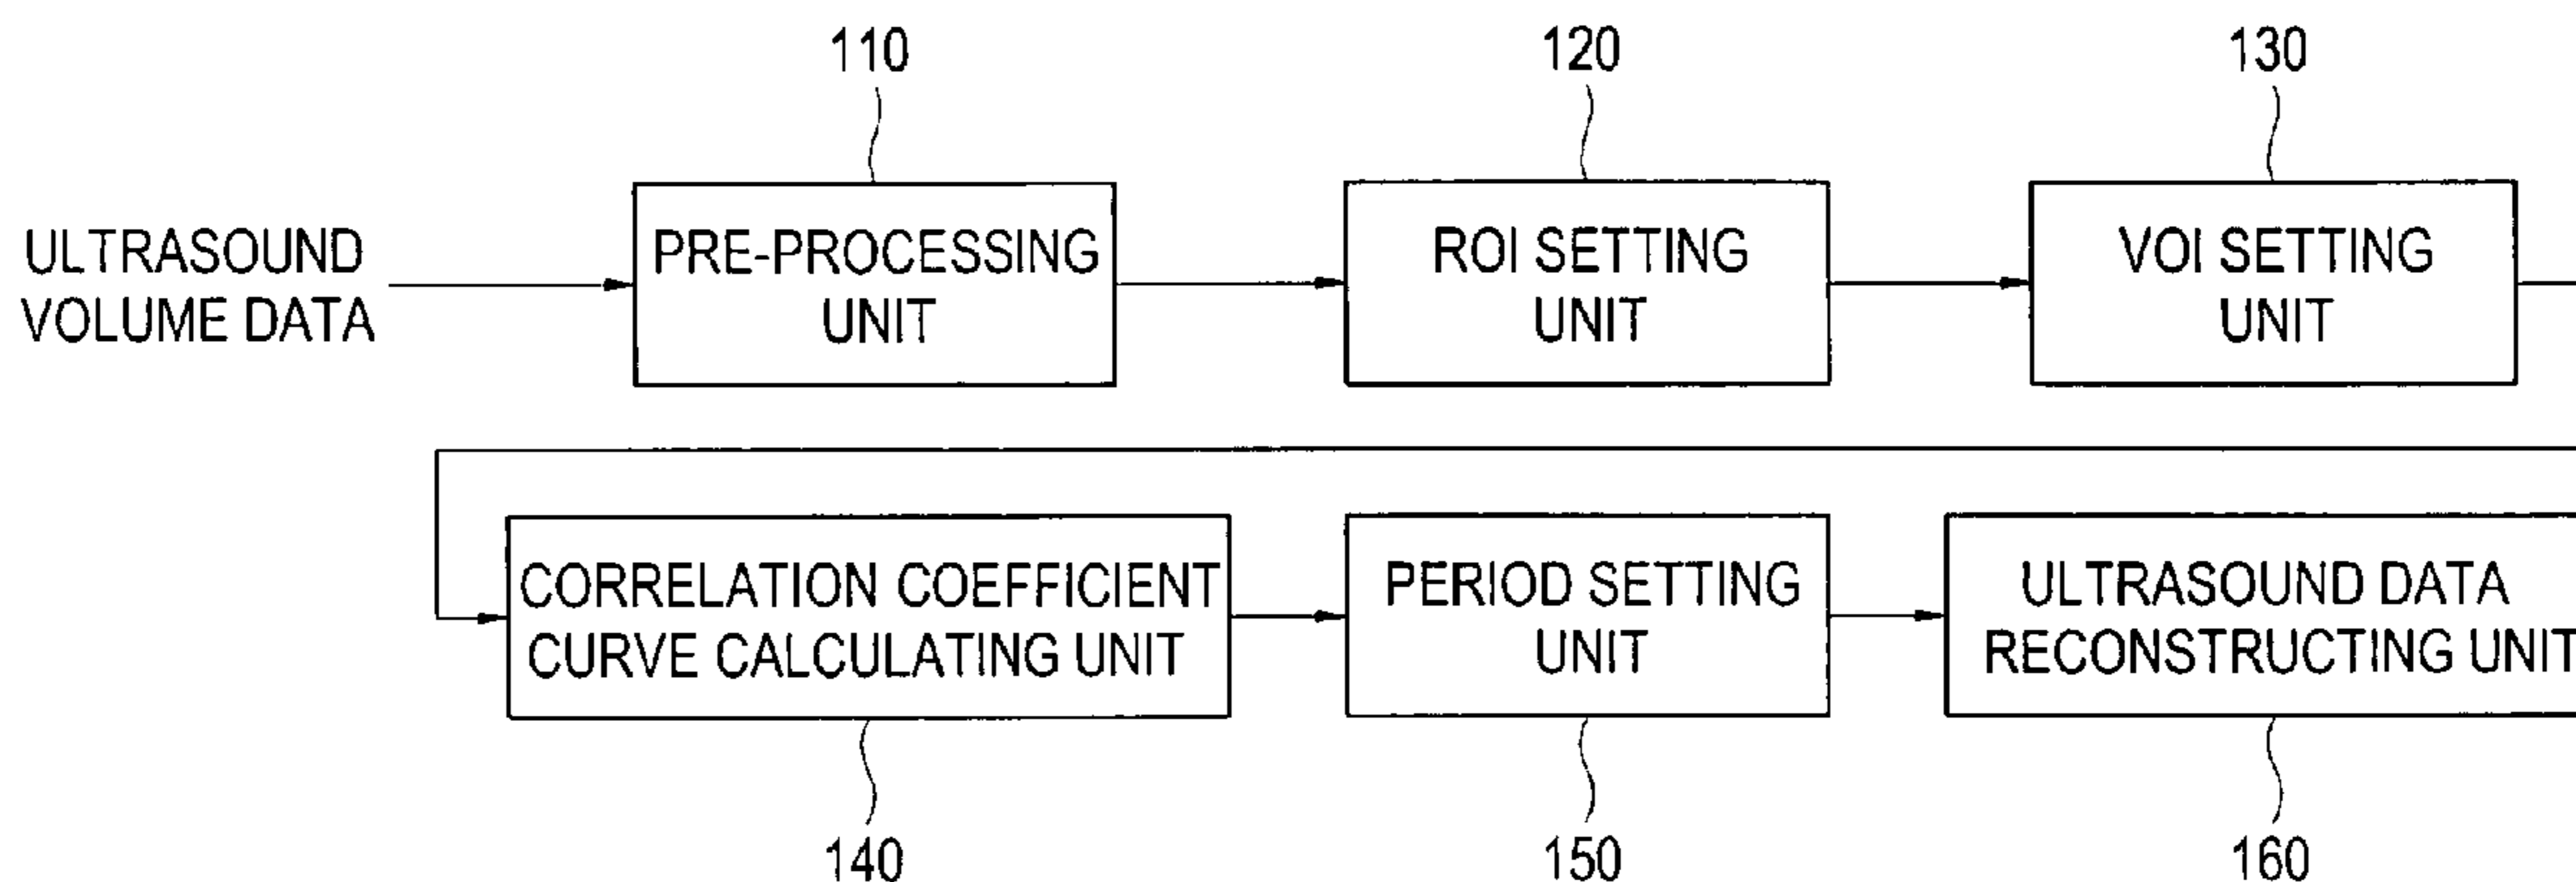 110
120
130
ULTRASOUND
VOLUME DATA
PRE-PROCESSING
UNIT
ROI SETTING
UNIT
VOI SETTING
UNIT
CORRELATION COEFFICIENT
CURVE CALCULATING UNIT
PERIOD SETTING
UNIT
ULTRASOUND DATA
RECONSTRUCTING UNIT
140
150
160